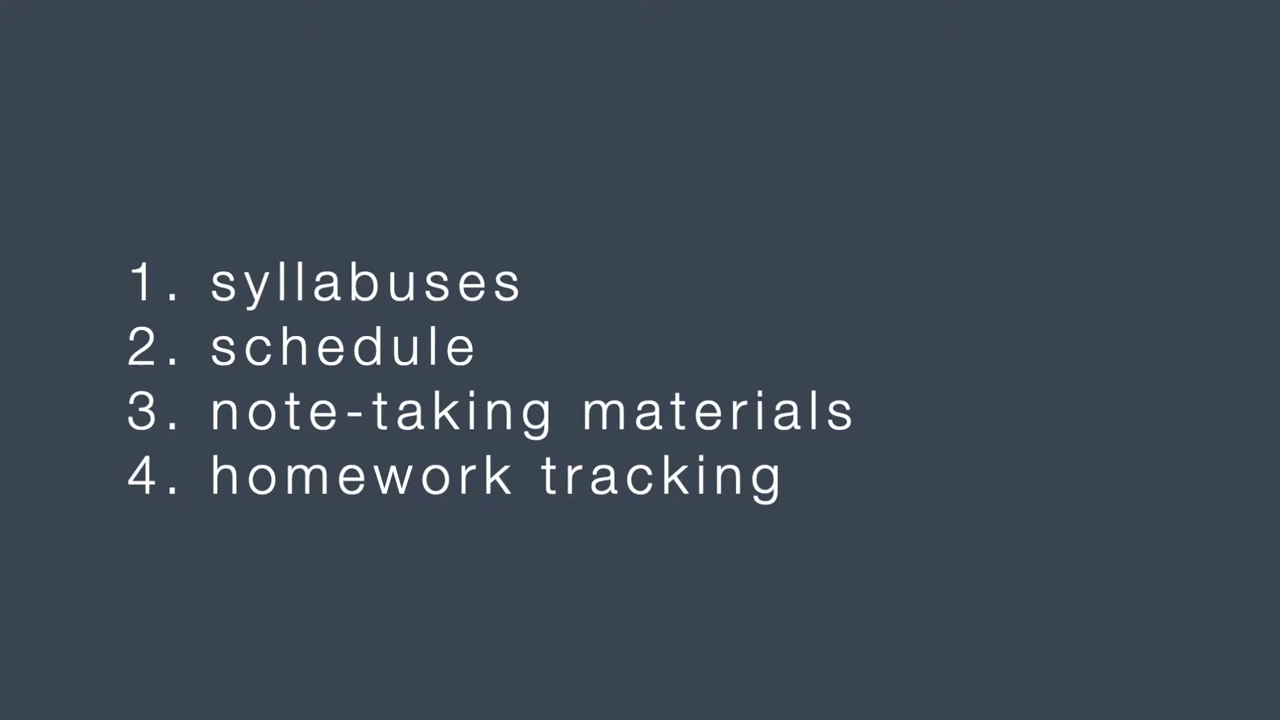 1. syllabuses
2. schedule
3. note-taking materials
4. homework tracking